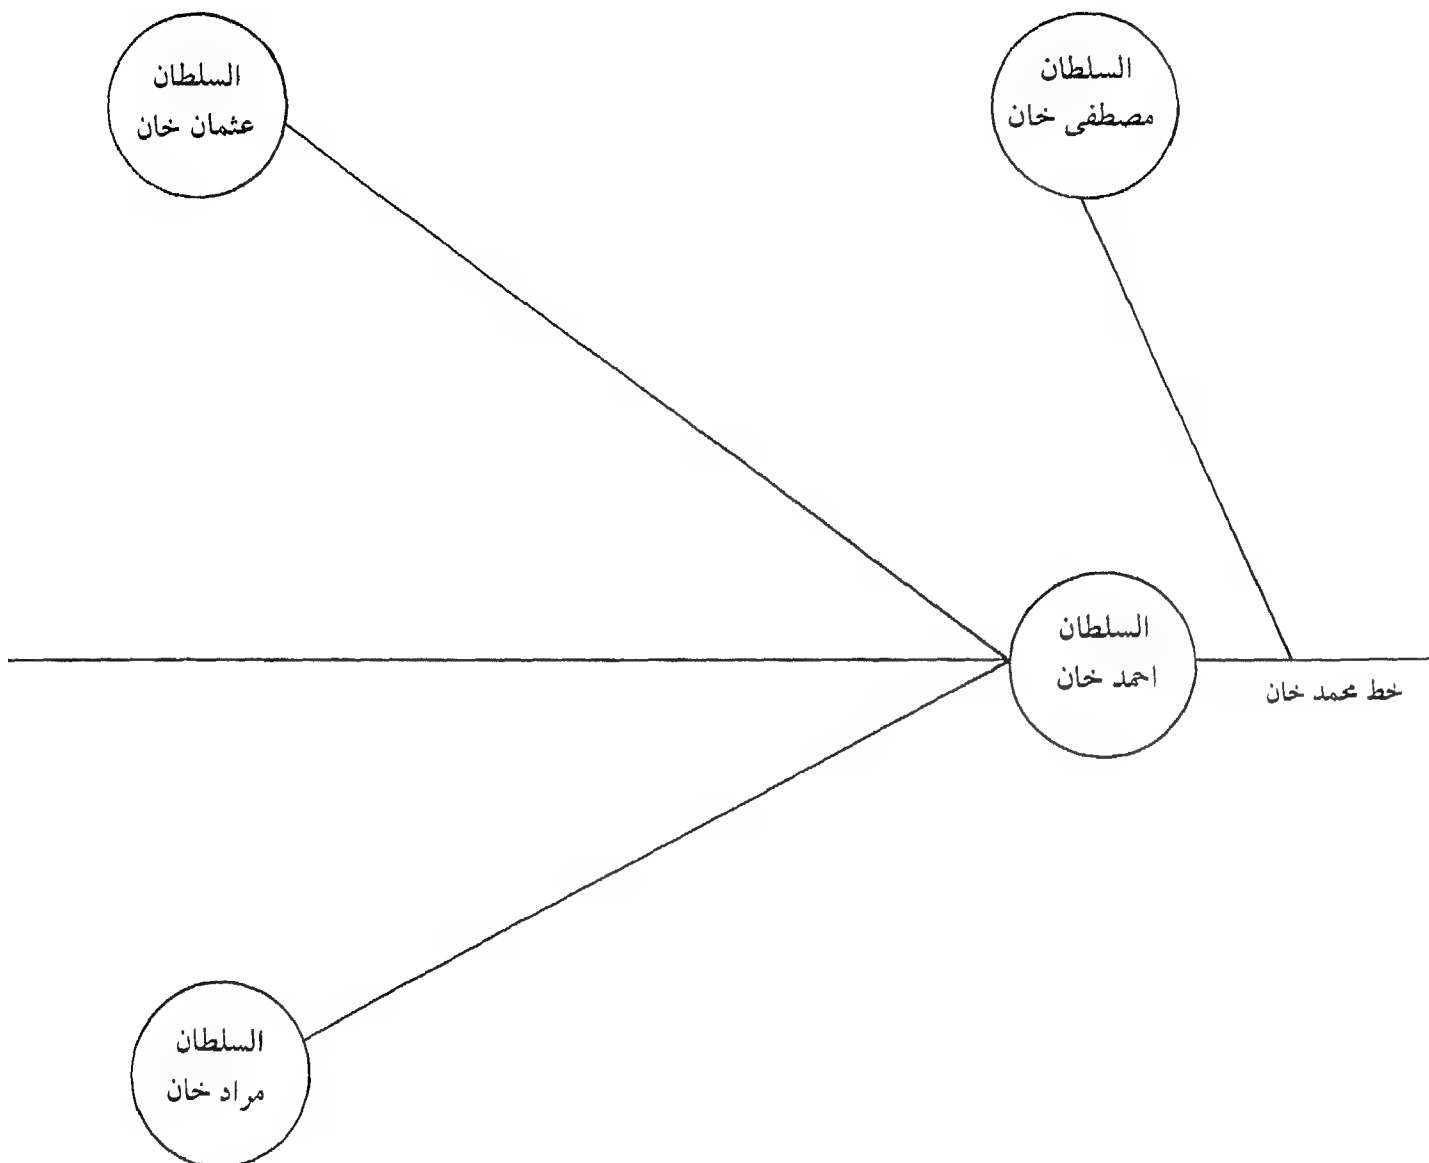 السلطان
مصطفى خان
السلطان
عثمان خان
السلطان
احمد خان
خط محمد خان
السلطان
مراد خان